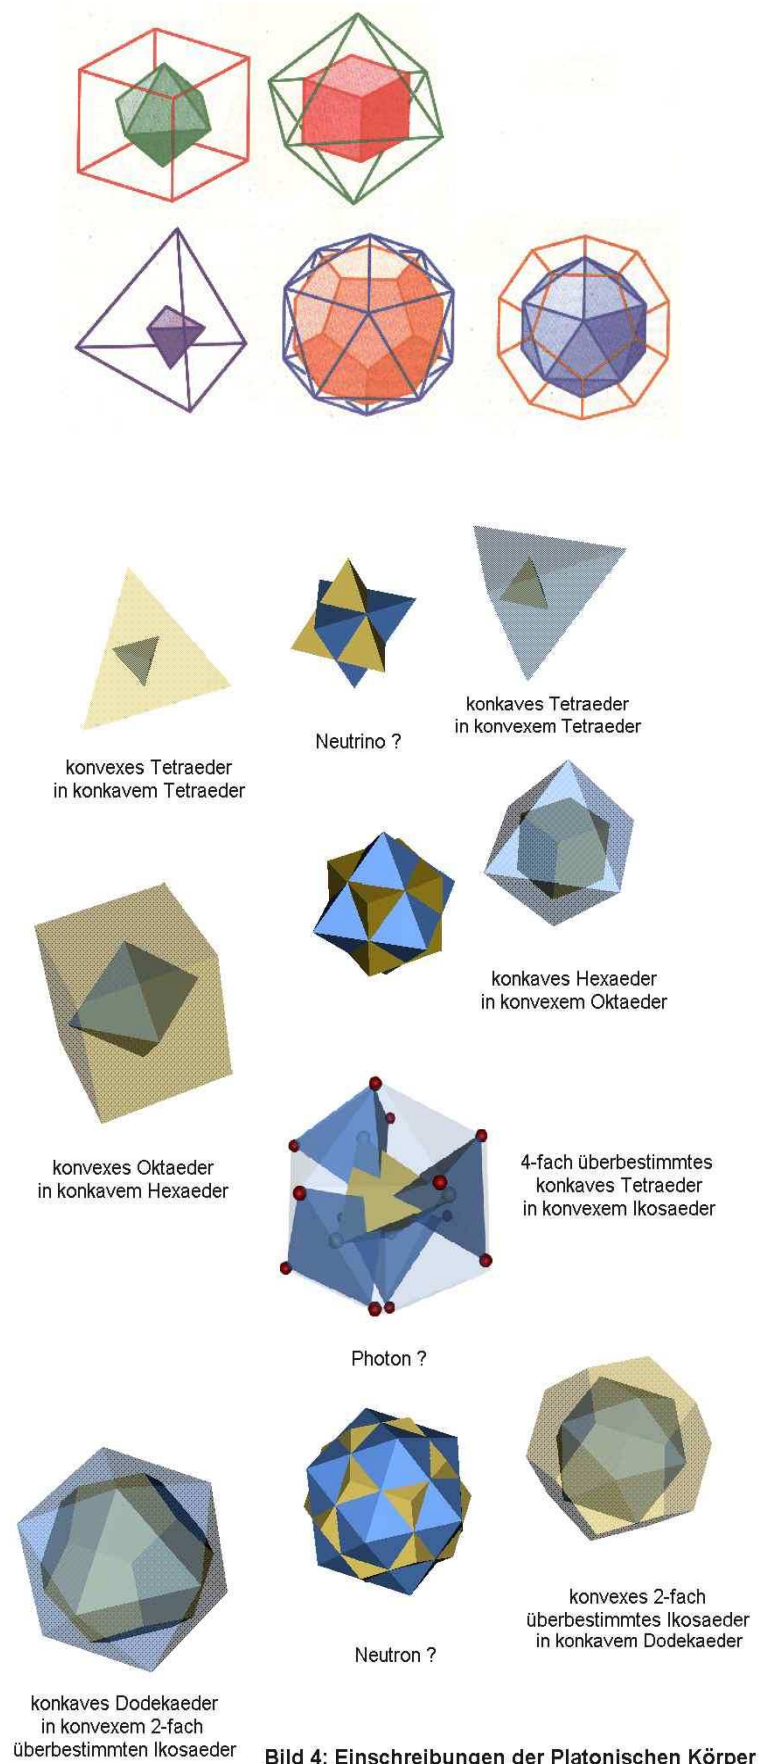 konvexes Tetraeder
in konkavem Tetraeder
Neutrino ?
konkaves Tetraeder
in konvexem Tetraeder
konkaves Hexaeder
in konvexem Oktaeder
konvexes Oktaeder
in konkavem Hexaeder
4-fach überbestimmtes
konkaves Tetraeder
in konvexem Ikosaeder
Photon ?
konvexes 2-fach
überbestimmtes Ikosaeder
in konkavem Dodekaeder
Neutron ?
konkaves Dodekaeder
in konvexem 2-fach
überbestimmten Ikosaeder
Bild 4: Einschreibungen der Platonischen Körper